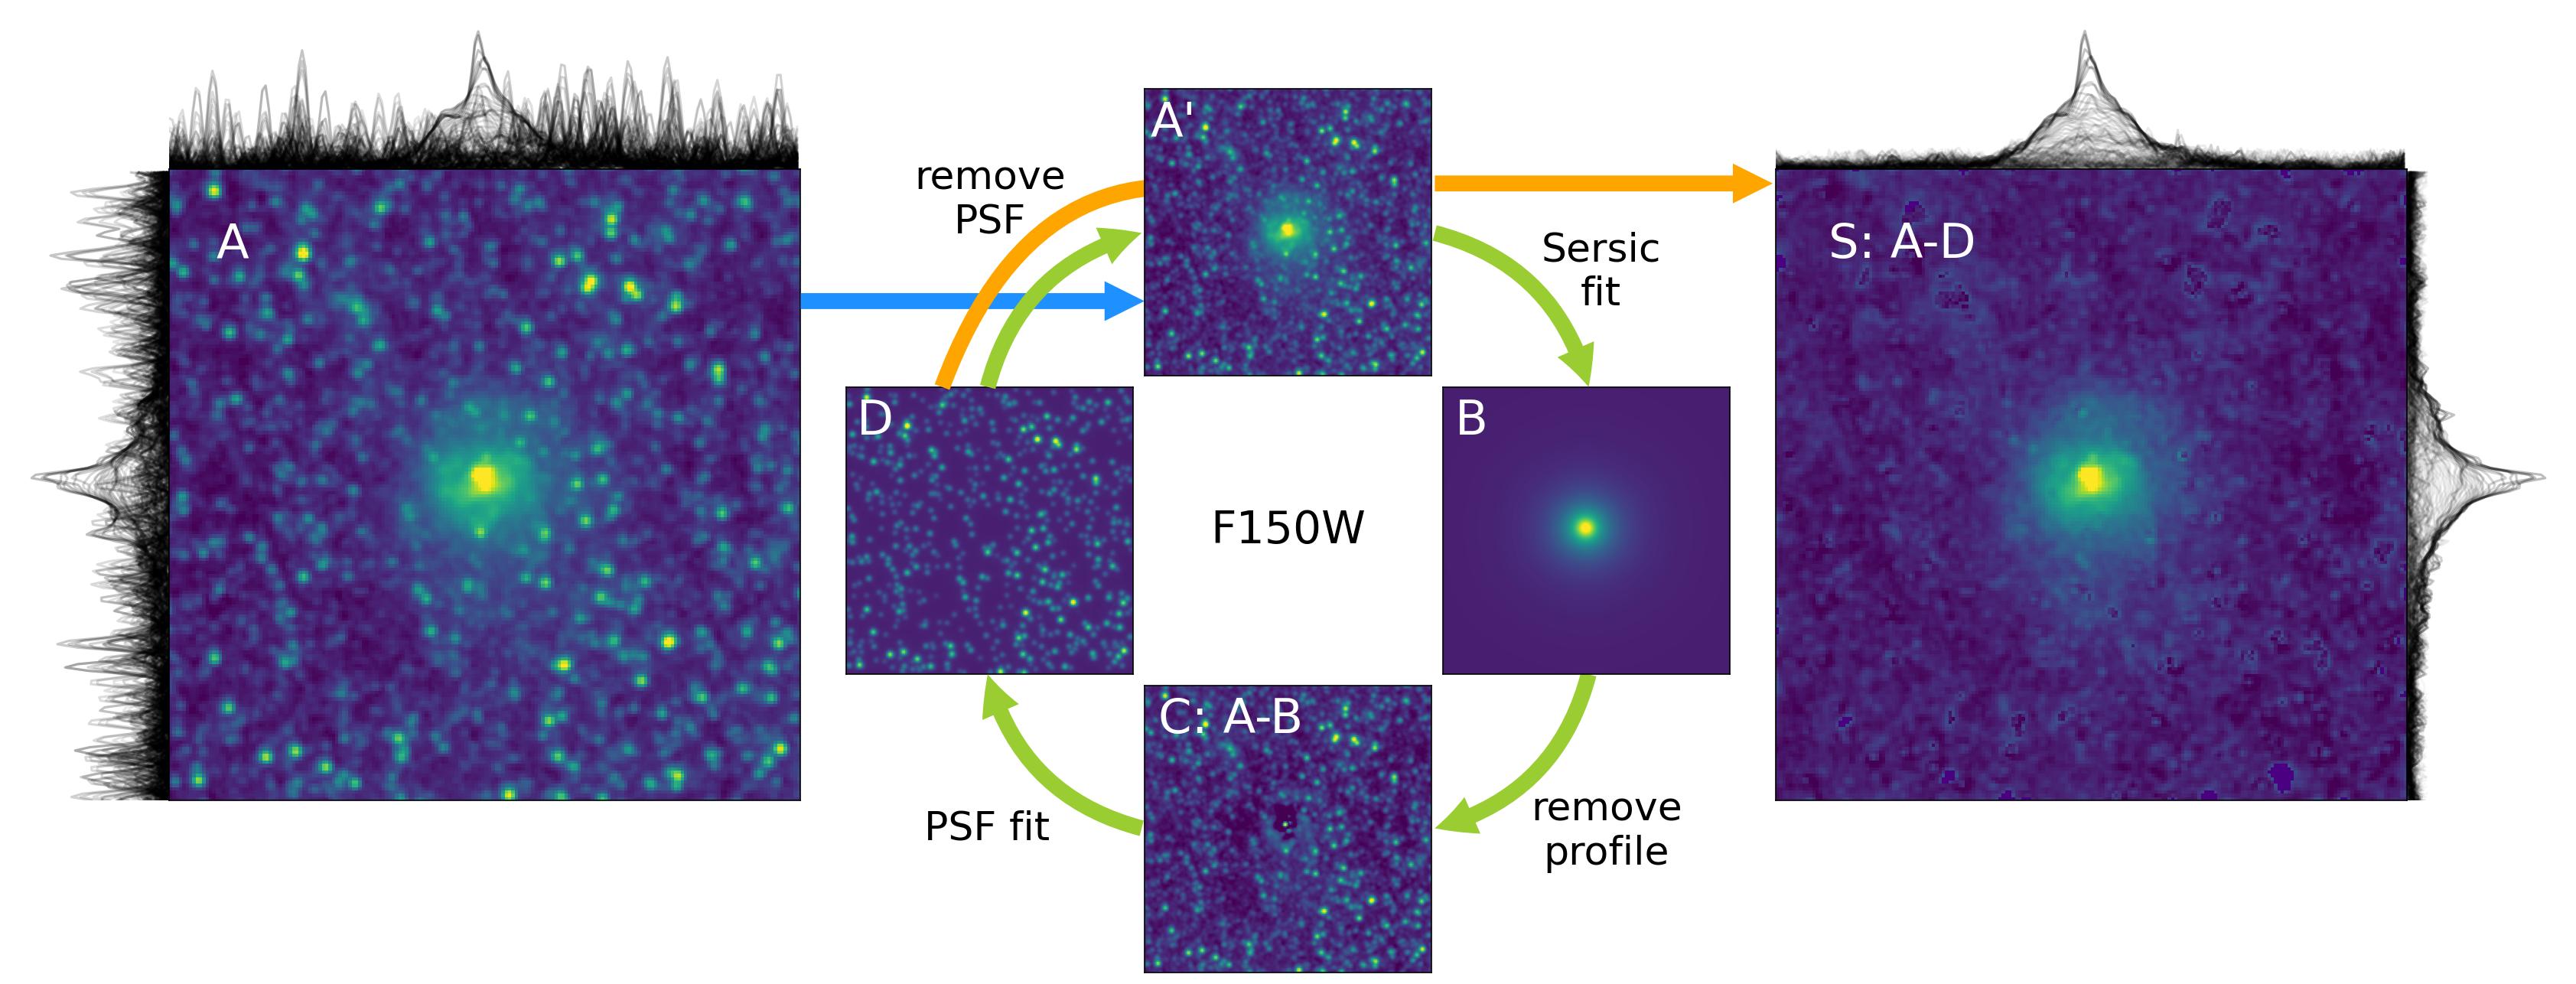 A
remove
PSF
A'
Sersic
fit
S: A-D
D
F150W
B
C: A-B
PSF fit
remove
profile